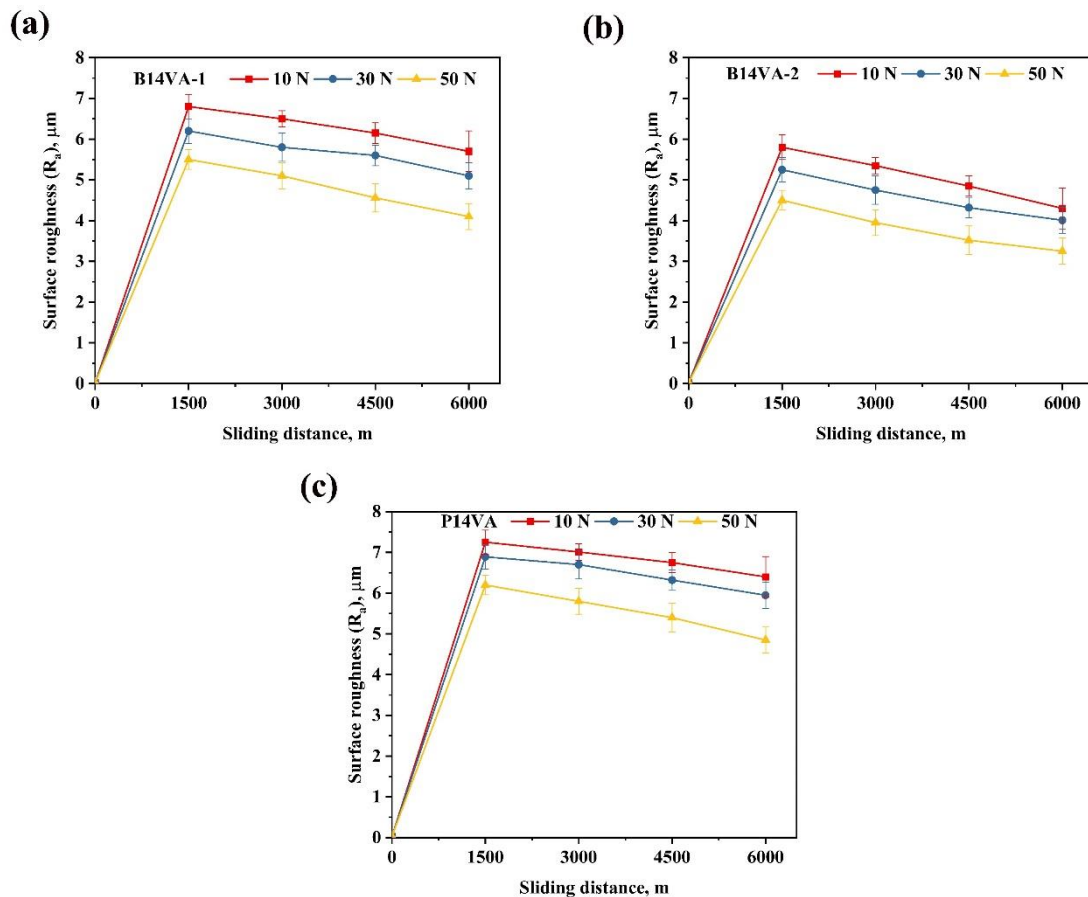 (a)
B14VA-1 10 N 30 N 50 N
8
7
6
5
4
3
2
1
0
Surface roughness (Rₐ), μm
0 1500 3000 4500 6000
Sliding distance, m
(b)
B14VA-2 10 N 30 N 50 N
8
7
6
5
4
3
2
1
0
Surface roughness (Rₐ), μm
0 1500 3000 4500 6000
Sliding distance, m
(c)
P14VA 10 N 30 N 50 N
8
7
6
5
4
3
2
1
0
Surface roughness (Rₐ), μm
0 1500 3000 4500 6000
Sliding distance, m